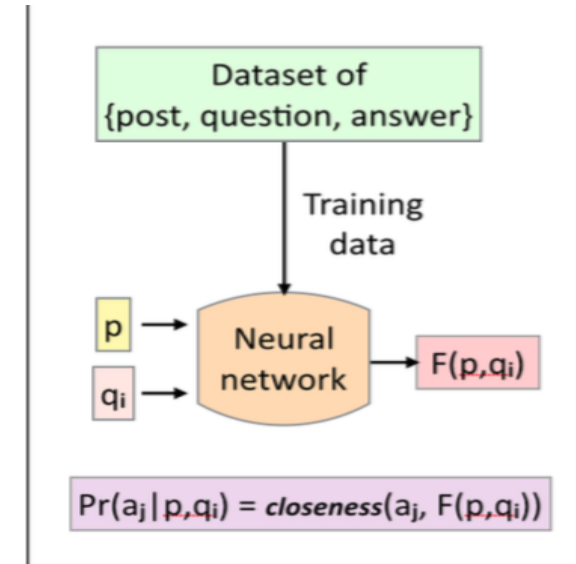 Dataset of
{post, question, answer}
Training
data
p
qᵢ
Neural
network
F(p,qᵢ)
Pr(aⱼ|p,qᵢ) = closeness(aⱼ, F(p,qᵢ))